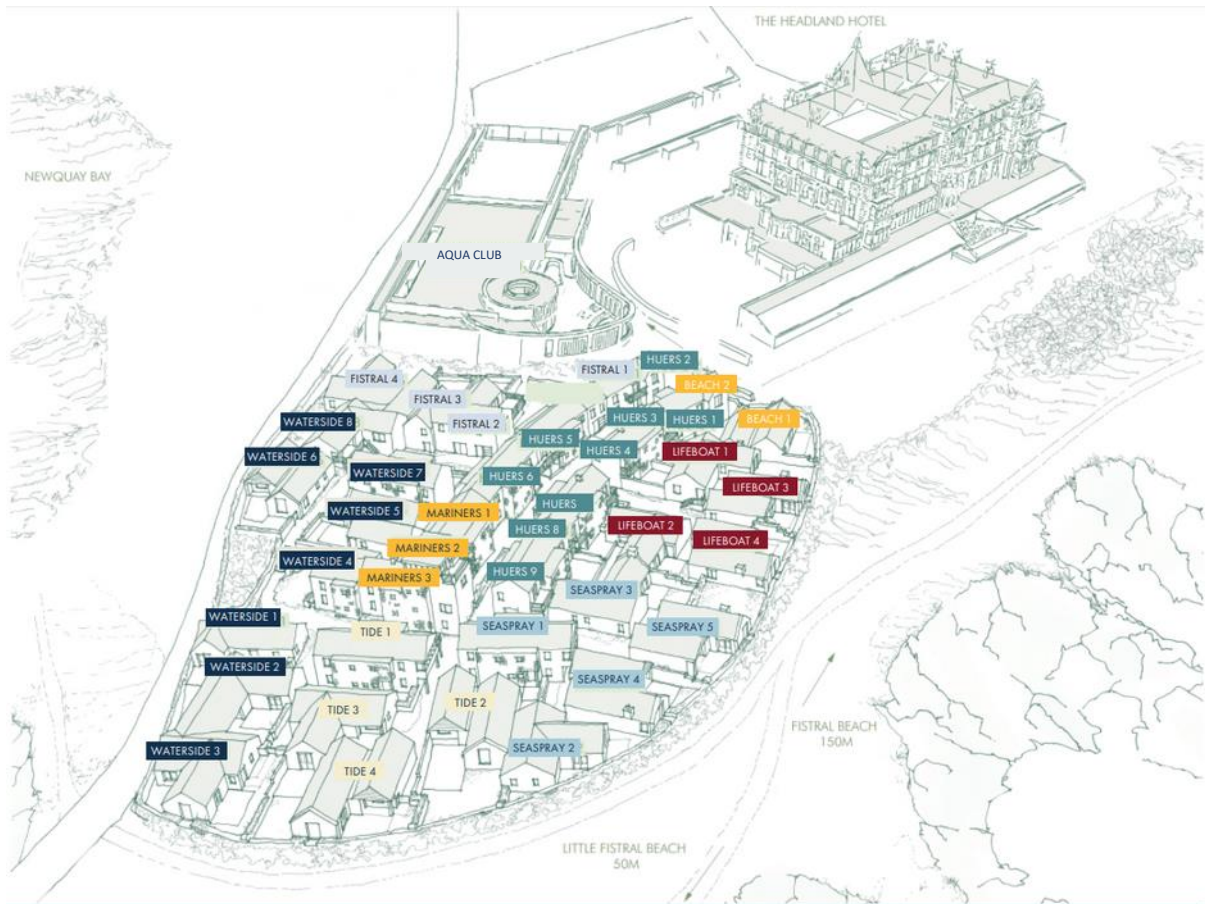 THE HEADLAND HOTEL
NEWQUAY BAY
AQUA CLUB
HUERS 2
FISTRAL 1
FISTRAL 4
BEACH 2
FISTRAL 3
HUERS 3
HUERS 1
BEACH 1
WATERSIDE 8
FISTRAL 2
HUERS 5
HUERS 4
LIFEBOAT 1
WATERSIDE 6
WATERSIDE 7
HUERS 6
LIFEBOAT 3
HUERS
WATERSIDE 5
MARINERS 1
HUERS 8
LIFEBOAT 2
LIFEBOAT 4
MARINERS 2
WATERSIDE 4
MARINERS 3
HUERS 9
SEASPRAY 3
WATERSIDE 1
TIDE 1
SEASPRAY 1
SEASPRAY 5
WATERSIDE 2
SEASPRAY 4
TIDE 3
TIDE 2
FISTRAL BEACH
150M
WATERSIDE 3
SEASPRAY 2
TIDE 4
LITTLE FISTRAL BEACH
50M